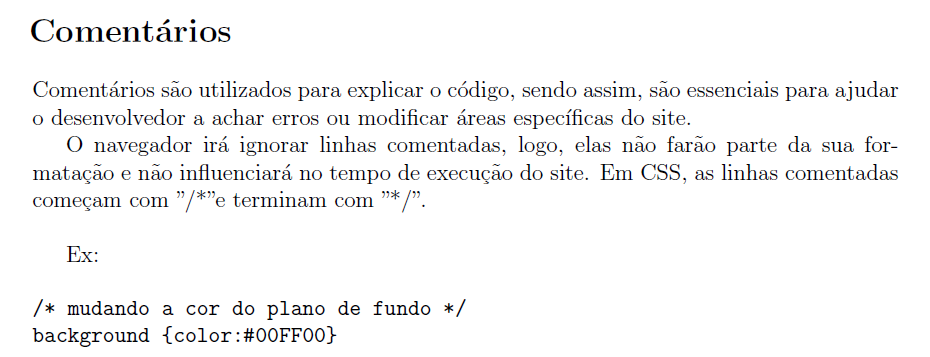 Comentários
Comentários são utilizados para explicar o código, sendo assim, são essenciais para ajudar
o desenvolvedor a achar erros ou modificar áreas específicas do site.
O navegador irá ignorar linhas comentadas, logo, elas não farão parte da sua for-
matação e não influenciará no tempo de execução do site. Em CSS, as linhas comentadas
começam com ”/*”e terminam com ”*/”.
Ex:
/* mudando a cor do plano de fundo */
background {color:#00FF00}